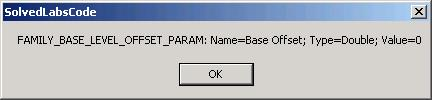 SolvedLabsCode
FAMILY_BASE_LEVEL_OFFSET_PARAM: Name=Base Offset; Type=Double; Value=0
OK